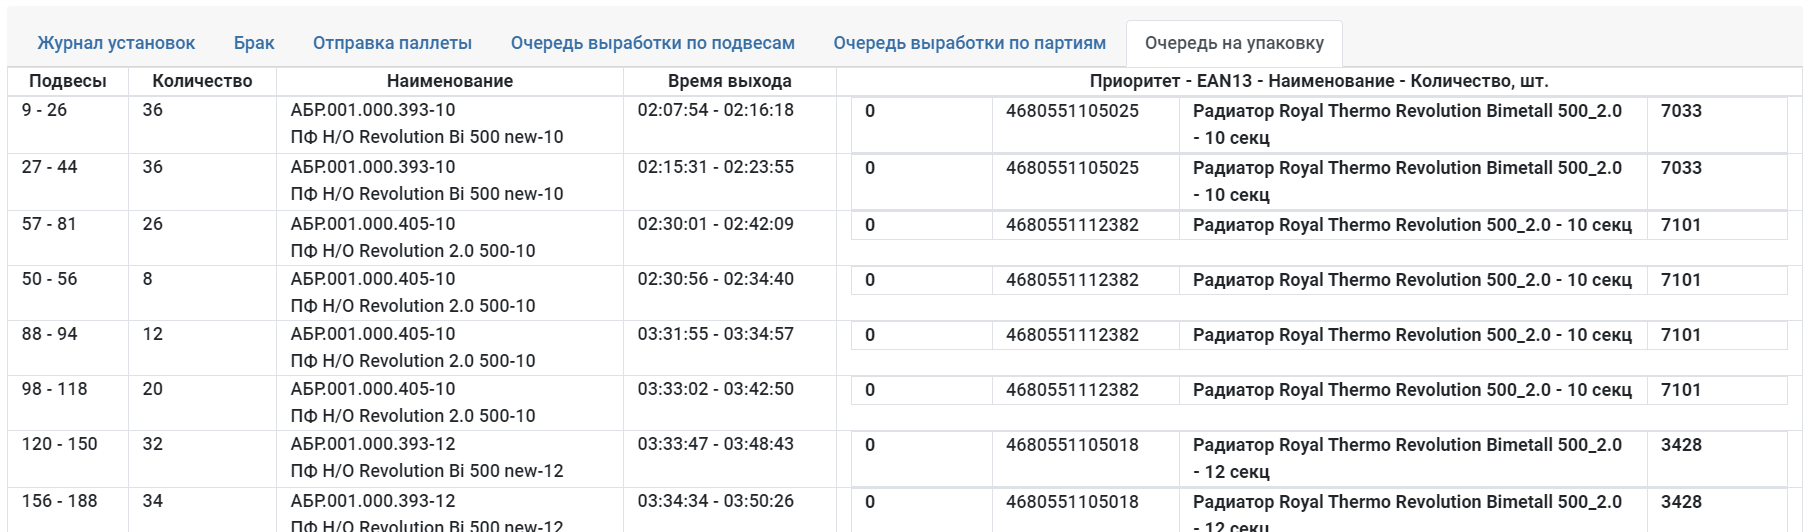 Журнал установок Брак Отправка паллеты Очередь выработки по подвесам Очередь выработки по партиям Очередь на упаковку
Подвесы Количество Наименование Время выхода Приоритет - EAN13 - Наименование - Количество, шт.
9 - 26 36 АБР.001.000.393-10 02:07:54 - 02:16:18 0 4680551105025 Радиатор Royal Thermo Revolution Bimetall 500_2.0 7033
ПФ Н/О Revolution Bi 500 new-10 - 10 секц
27 - 44 36 АБР.001.000.393-10 02:15:31 - 02:23:55 0 4680551105025 Радиатор Royal Thermo Revolution Bimetall 500_2.0 7033
ПФ Н/О Revolution Bi 500 new-10 - 10 секц
57 - 81 26 АБР.001.000.405-10 02:30:01 - 02:42:09 0 4680551112382 Радиатор Royal Thermo Revolution 500_2.0 - 10 секц 7101
ПФ Н/О Revolution 2.0 500-10
50 - 56 8 АБР.001.000.405-10 02:30:56 - 02:34:40 0 4680551112382 Радиатор Royal Thermo Revolution 500_2.0 - 10 секц 7101
ПФ Н/О Revolution 2.0 500-10
88 - 94 12 АБР.001.000.405-10 03:31:55 - 03:34:57 0 4680551112382 Радиатор Royal Thermo Revolution 500_2.0 - 10 секц 7101
ПФ Н/О Revolution 2.0 500-10
98 - 118 20 АБР.001.000.405-10 03:33:02 - 03:42:50 0 4680551112382 Радиатор Royal Thermo Revolution 500_2.0 - 10 секц 7101
ПФ Н/О Revolution 2.0 500-10
120 - 150 32 АБР.001.000.393-12 03:33:47 - 03:48:43 0 4680551105018 Радиатор Royal Thermo Revolution Bimetall 500_2.0 3428
ПФ Н/О Revolution Bi 500 new-12 - 12 секц
156 - 188 34 АБР.001.000.393-12 03:34:34 - 03:50:26 0 4680551105018 Радиатор Royal Thermo Revolution Bimetall 500_2.0 3428
ПФ Н/О Revolution Bi 500 new-12 - 12 секц